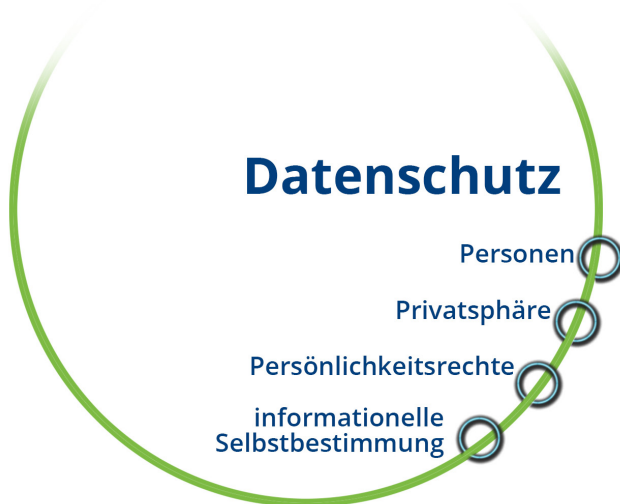 Datenschutz
Personen
Privatsphäre
Persönlichkeitsrechte
informationelle
Selbstbestimmung